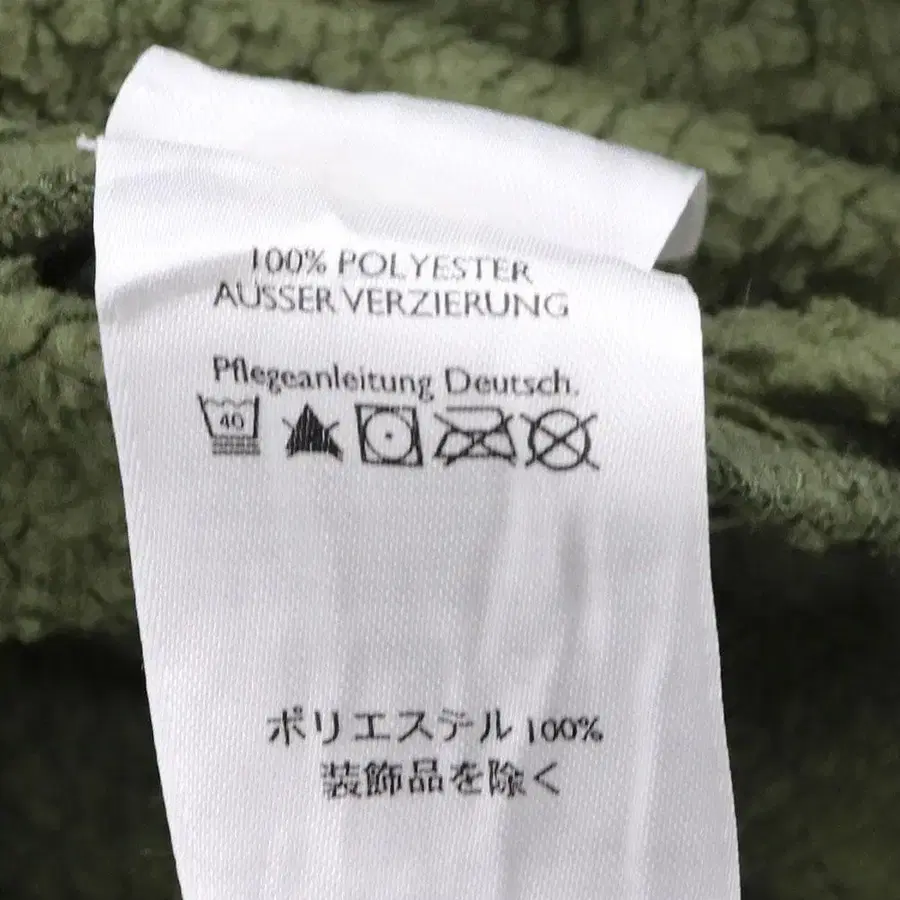 100% POLYESTER
AUSSER VERZIERUNG
Pflegeanleitung Deutsch.
40
ポリエステル 100%
装飾品を除く